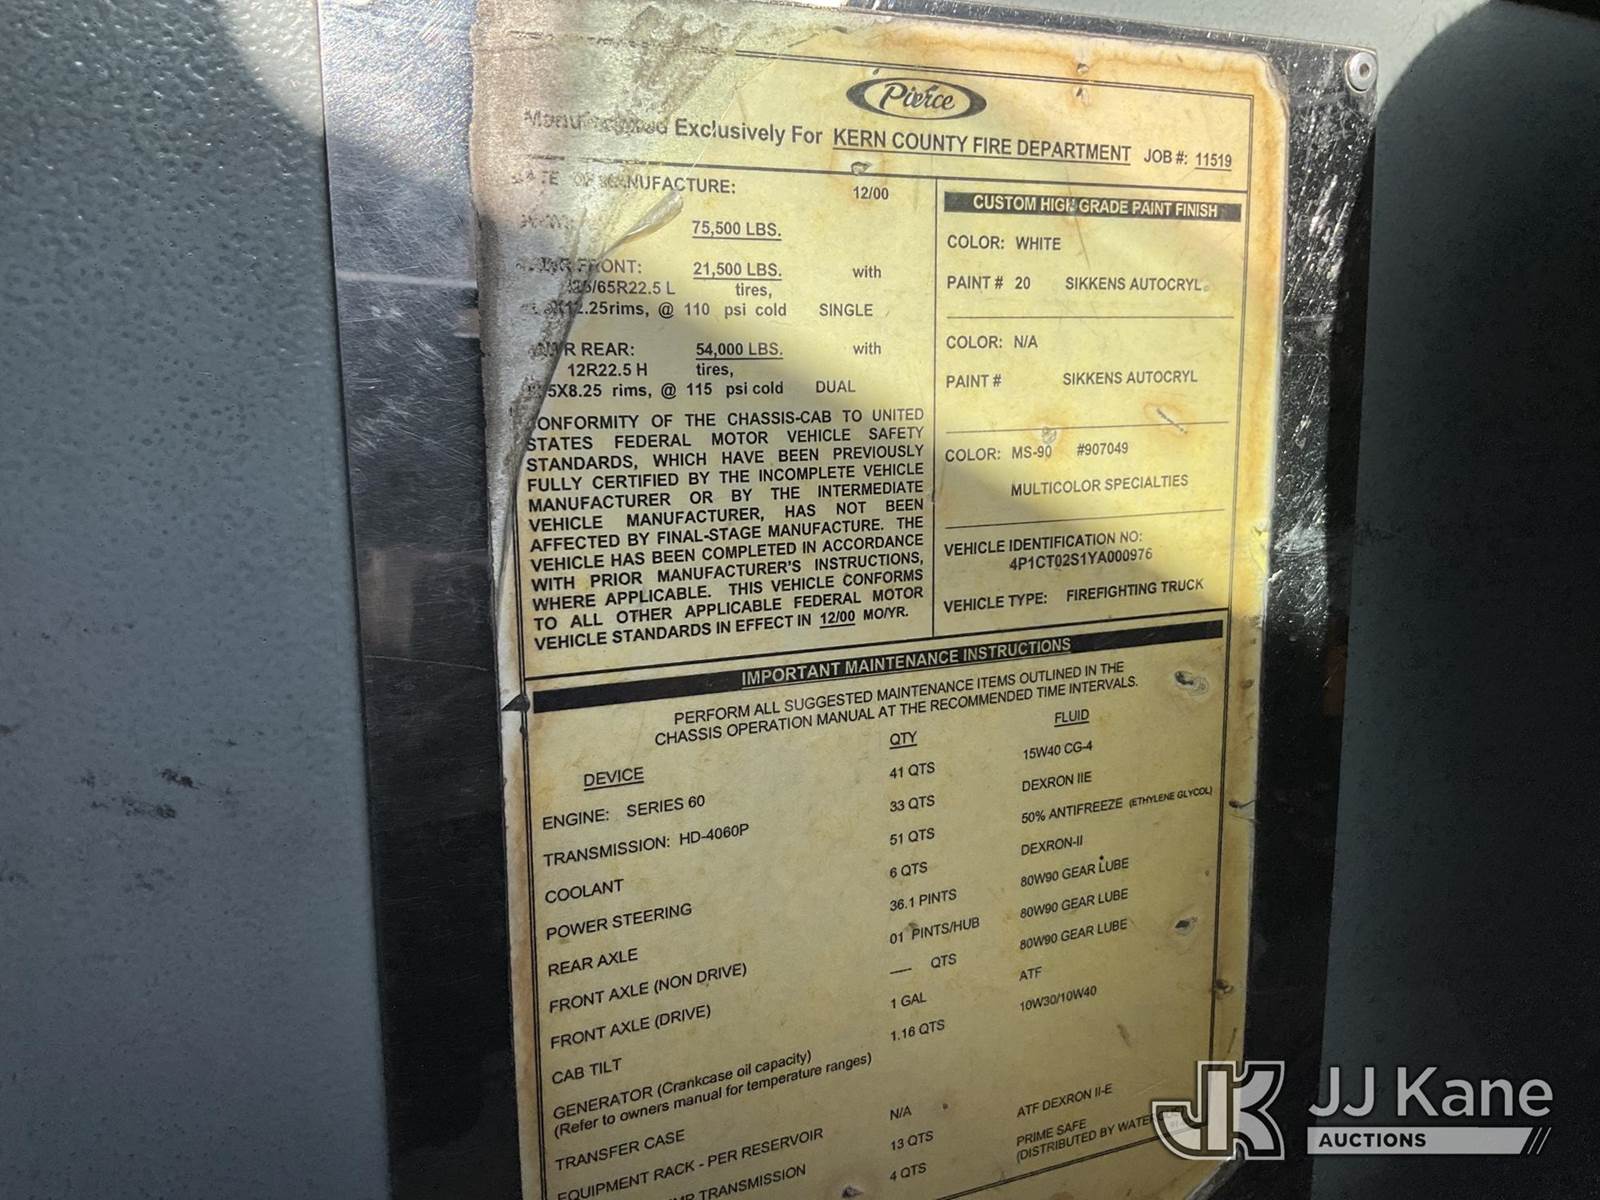 Pierce
Exclusively For KERN COUNTY FIRE DEPARTMENT JOB #: 11519
DATE OF MANUFACTURE: 12/00
75,500 LBS.
FRONT: 21,500 LBS. with
/65R22.5 L tires,
rims, @ 110 psi cold SINGLE
REAR: 54,000 LBS. with
12R22.5 H tires,
rims, @ 115 psi cold DUAL
CONFORMITY OF THE CHASSIS-CAB TO UNITED
STATES FEDERAL MOTOR VEHICLE SAFETY
STANDARDS, WHICH HAVE BEEN PREVIOUSLY
FULLY CERTIFIED BY THE INCOMPLETE VEHICLE
MANUFACTURER OR BY THE INTERMEDIATE
VEHICLE MANUFACTURER, HAS NOT BEEN
AFFECTED BY FINAL-STAGE MANUFACTURE. THE
VEHICLE HAS BEEN COMPLETED IN ACCORDANCE
WITH PRIOR MANUFACTURER'S INSTRUCTIONS,
WHERE APPLICABLE. THIS VEHICLE CONFORMS
TO ALL OTHER APPLICABLE FEDERAL MOTOR
VEHICLE STANDARDS IN EFFECT IN 12/00 MO/YR.
CUSTOM HIGH GRADE PAINT FINISH
COLOR: WHITE
PAINT # 20 SIKKENS AUTOCRYL
COLOR: N/A
PAINT # SIKKENS AUTOCRYL
COLOR: MS-90 #907049
MULTICOLOR SPECIALTIES
VEHICLE IDENTIFICATION NO:
4P1CT02S1YA000976
VEHICLE TYPE: FIREFIGHTING TRUCK
IMPORTANT MAINTENANCE INSTRUCTIONS
PERFORM ALL SUGGESTED MAINTENANCE ITEMS OUTLINED IN THE
CHASSIS OPERATION MANUAL AT THE RECOMMENDED TIME INTERVALS.
DEVICE QTY FLUID
ENGINE: SERIES 60 41 QTS 15W40 CG-4
TRANSMISSION: HD-4060P 33 QTS DEXRON IIE
COOLANT 51 QTS 50% ANTIFREEZE (ETHYLENE GLYCOL)
POWER STEERING 6 QTS DEXRON-II
REAR AXLE 36.1 PINTS 80W90 GEAR LUBE
FRONT AXLE (NON DRIVE) 01 PINTS/HUB 80W90 GEAR LUBE
FRONT AXLE (DRIVE) ---- QTS 80W90 GEAR LUBE
CAB TILT 1 GAL ATF
GENERATOR (Crankcase oil capacity) 1.16 QTS 10W30/10W40
(Refer to owners manual for temperature ranges)
TRANSFER CASE N/A
EQUIPMENT RACK - PER RESERVOIR 13 QTS ATF DEXRON II-E
TRANSMISSION 4 QTS PRIME SAFE
(DISTRIBUTED BY
JK JJ Kane
AUCTIONS